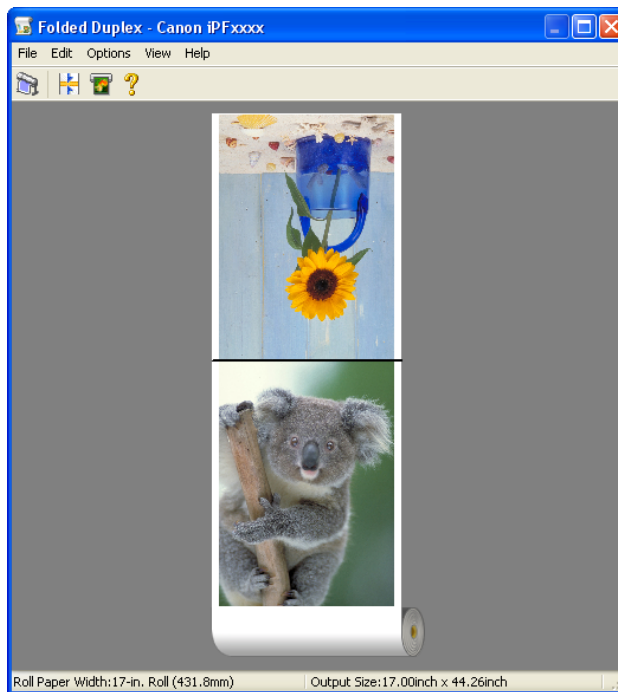 Folded Duplex - Canon iPFxxxx
File Edit Options View Help
Roll Paper Width:17-in. Roll (431.8mm) Output Size:17.00inch x 44.26inch